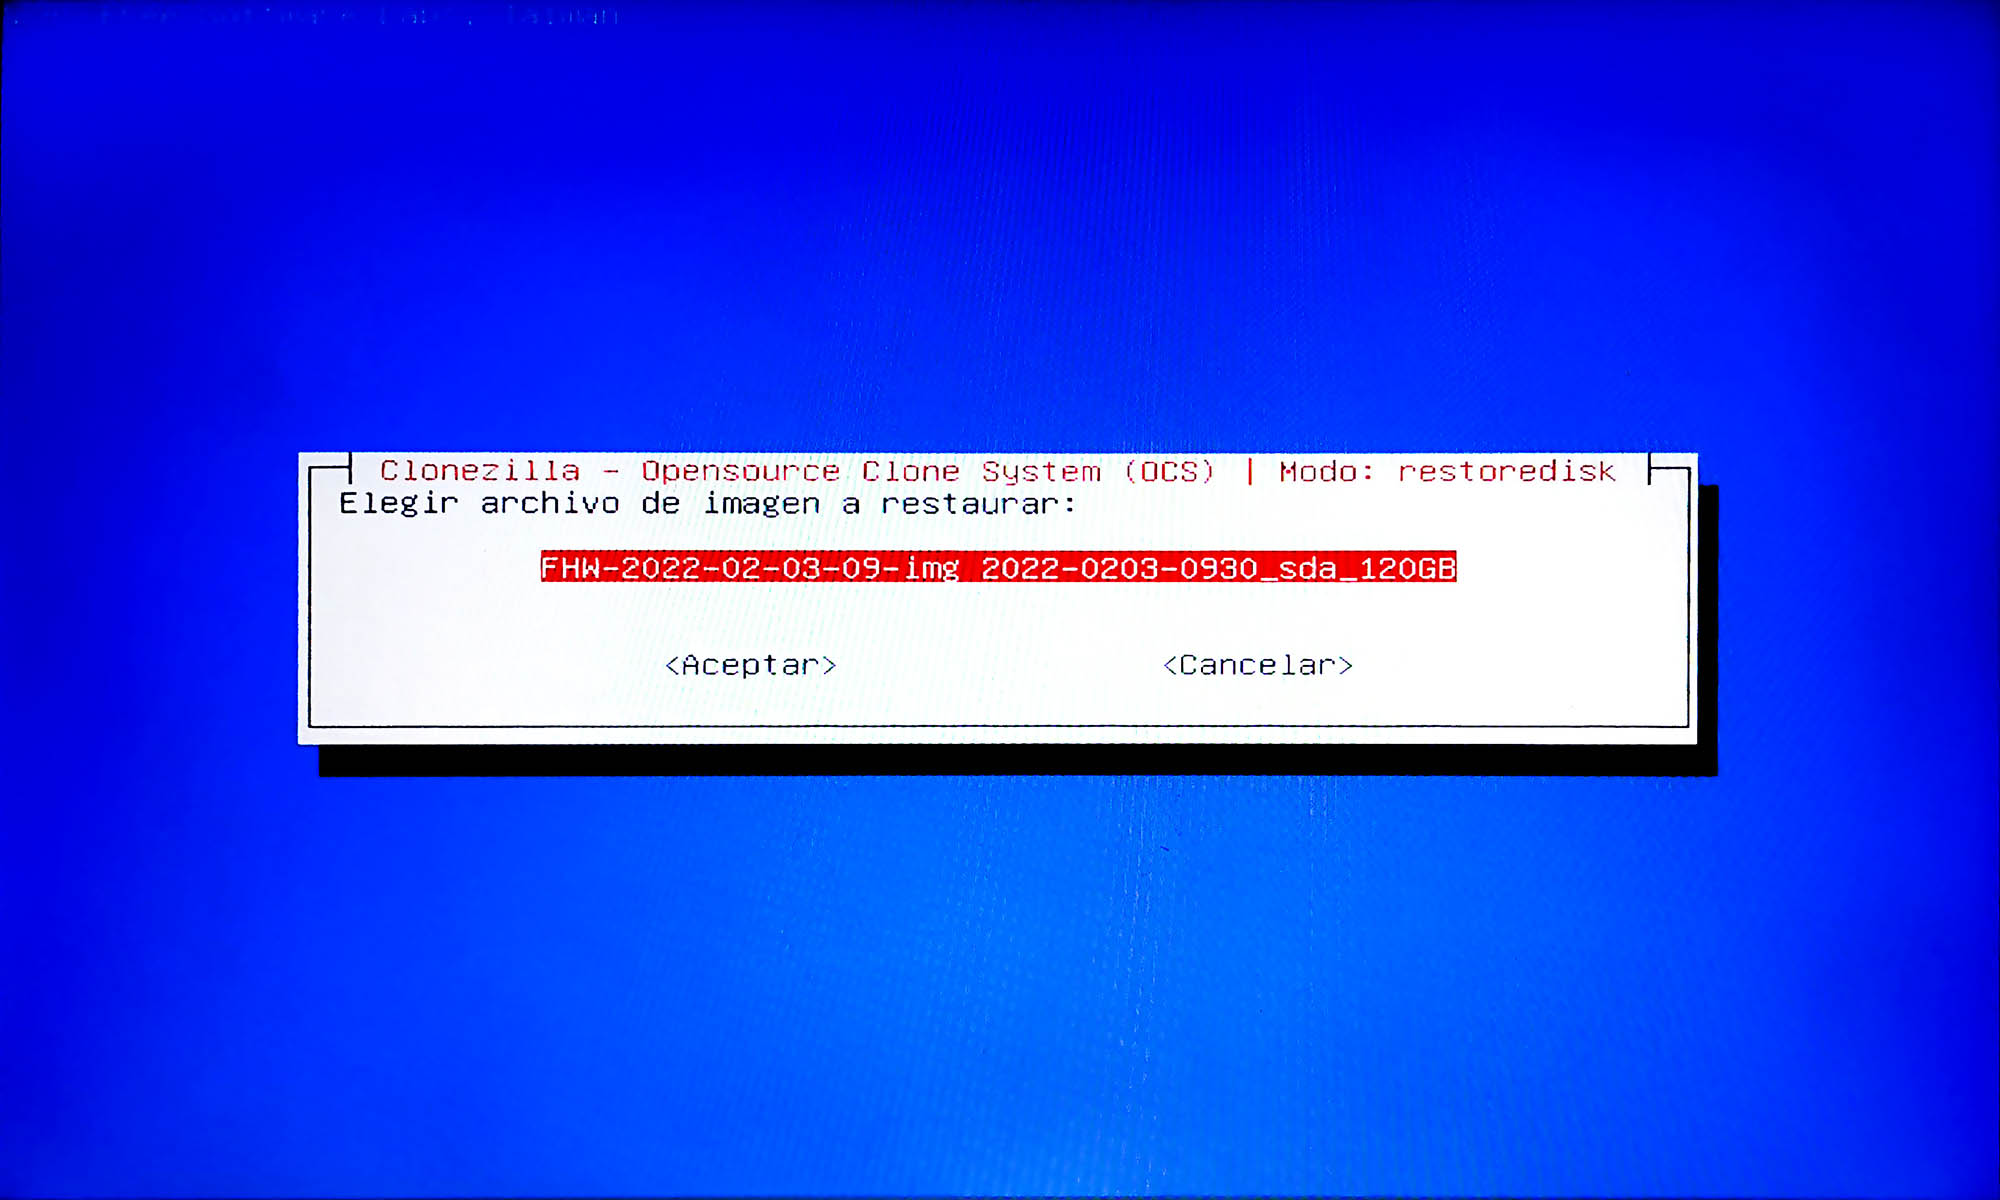 Taiwan
Clonezilla - Opensource Clone System (OCS) | Modo: restoredisk
Elegir archivo de imagen a restaurar:
FHW-2022-02-03-09-img 2022-0203-0930_sda_120GB
<Aceptar> <Cancelar>